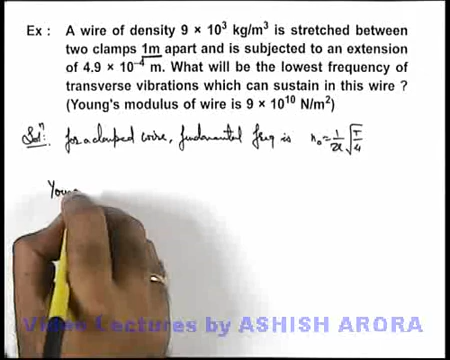 Ex : A wire of density 9 × 10³ kg/m³ is stretched between
two clamps 1m apart and is subjected to an extension
of 4.9 × 10⁻⁴ m. What will be the lowest frequency of
transverse vibrations which can sustain in this wire ?
(Young's modulus of wire is 9 × 10¹⁰ N/m²)
Solⁿ: for a clamped wire, fundamental freq is n₀ = 1/2l √T/μ
You
Video Lectures by ASHISH ARORA